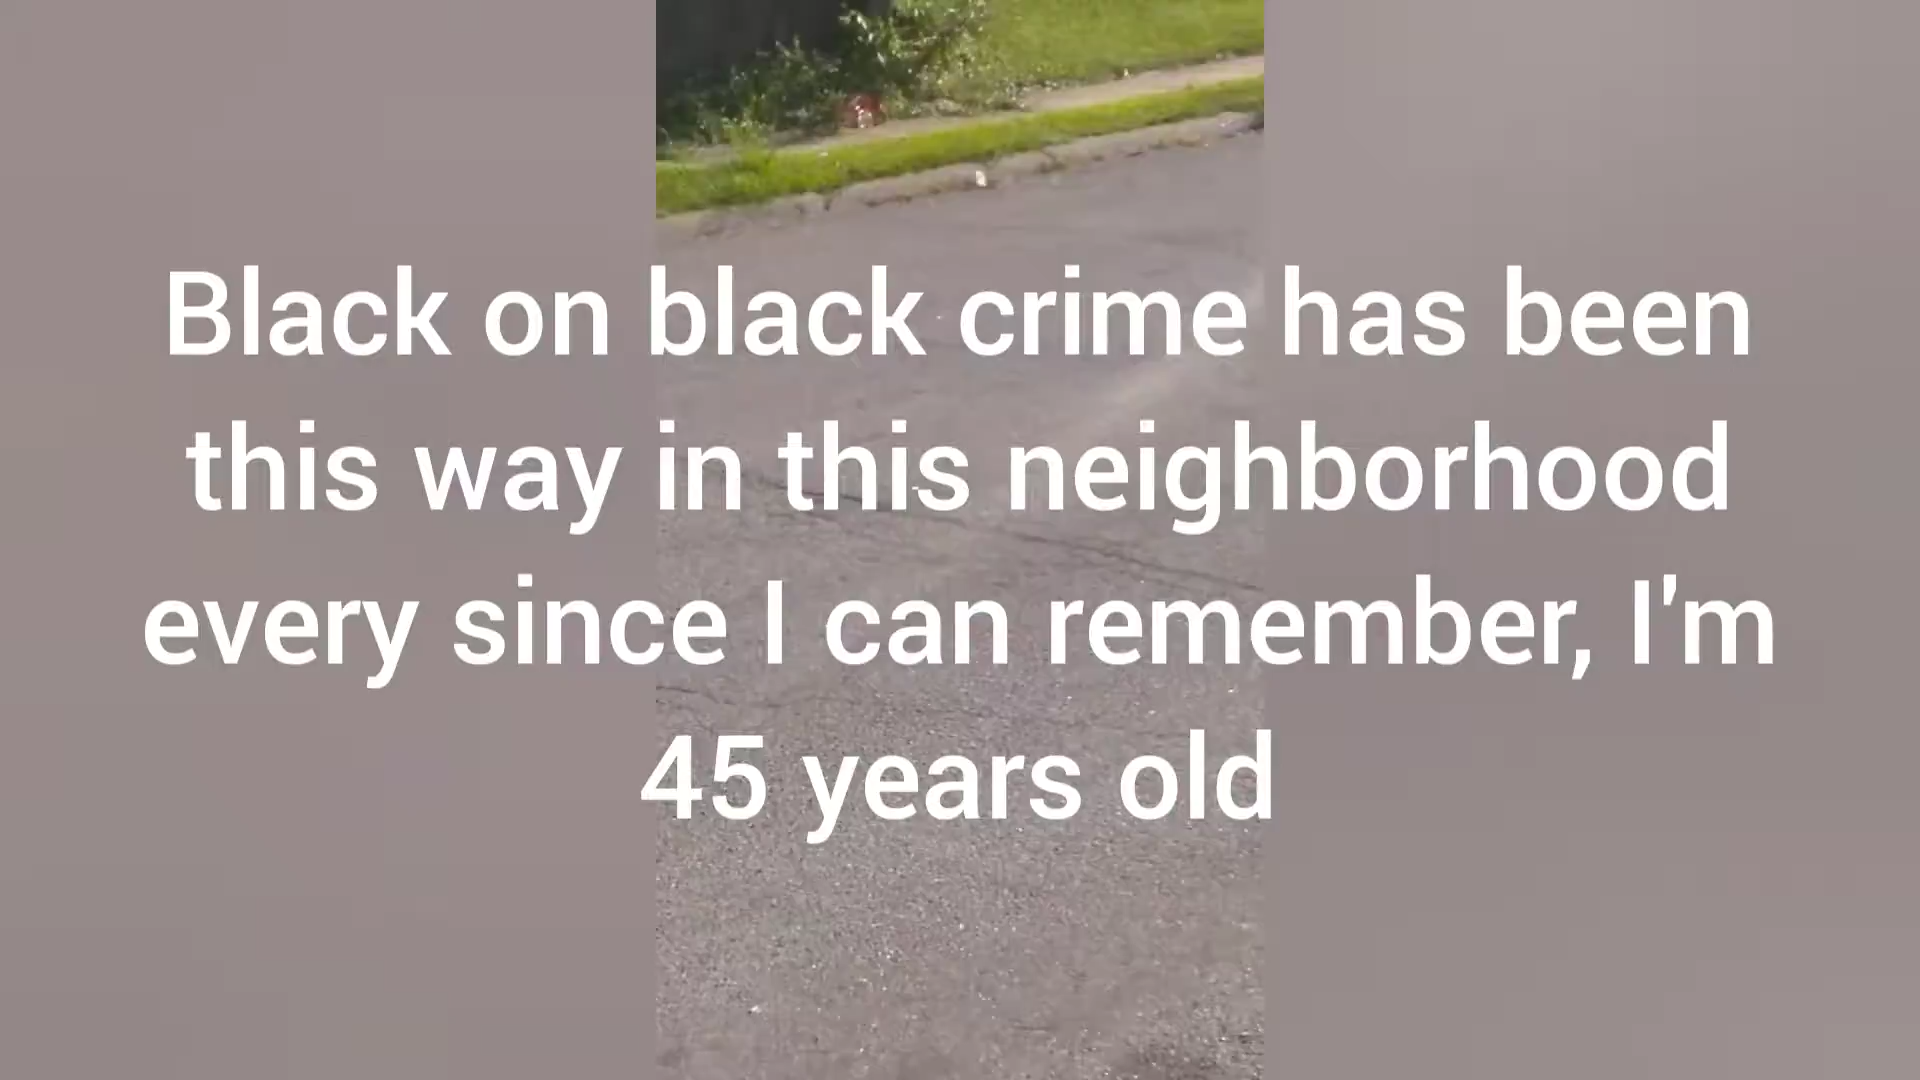 Black on black crime has been
this way in this neighborhood
every since I can remember, I'm
45 years old